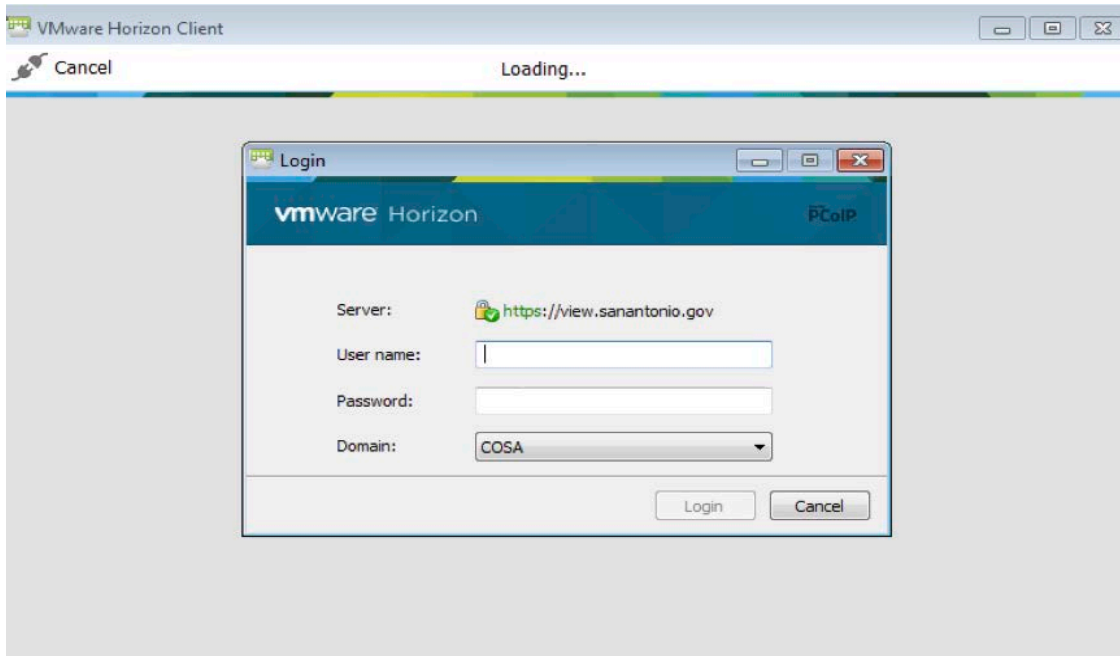 VMware Horizon Client
Cancel Loading...
Login
vmware Horizon PCoIP
Server: https://view.sanantonio.gov
User name:
Password:
Domain: COSA
Login Cancel